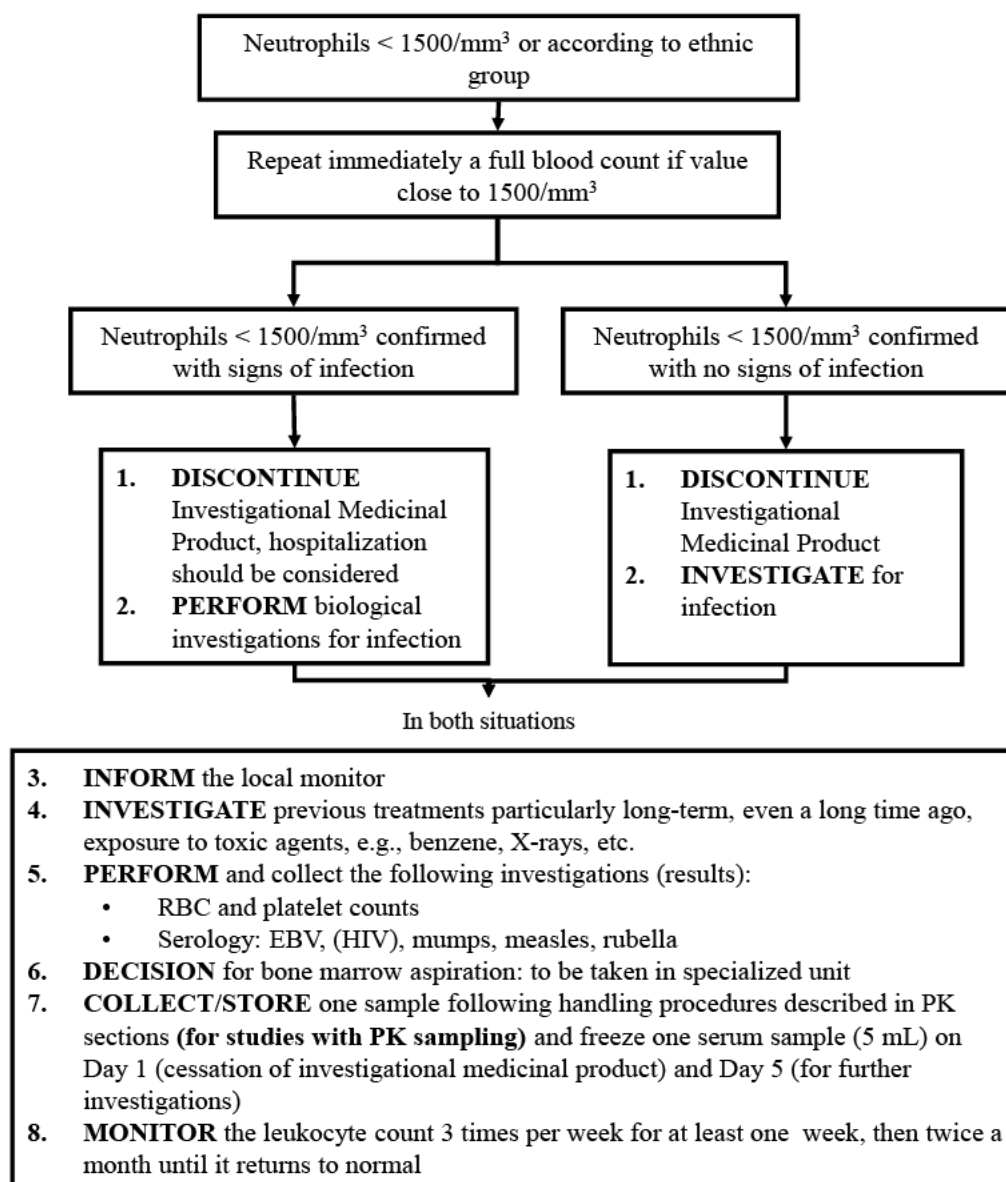 Neutrophils < 1500/mm³ or according to ethnic
group
Repeat immediately a full blood count if value
close to 1500/mm³
Neutrophils < 1500/mm³ confirmed
with signs of infection
Neutrophils < 1500/mm³ confirmed
with no signs of infection
1. DISCONTINUE
Investigational Medicinal
Product, hospitalization
should be considered
2. PERFORM biological
investigations for infection
1. DISCONTINUE
Investigational
Medicinal Product
2. INVESTIGATE for
infection
In both situations
3. INFORM the local monitor
4. INVESTIGATE previous treatments particularly long-term, even a long time ago,
exposure to toxic agents, e.g., benzene, X-rays, etc.
5. PERFORM and collect the following investigations (results):
• RBC and platelet counts
• Serology: EBV, (HIV), mumps, measles, rubella
6. DECISION for bone marrow aspiration: to be taken in specialized unit
7. COLLECT/STORE one sample following handling procedures described in PK
sections (for studies with PK sampling) and freeze one serum sample (5 mL) on
Day 1 (cessation of investigational medicinal product) and Day 5 (for further
investigations)
8. MONITOR the leukocyte count 3 times per week for at least one week, then twice a
month until it returns to normal